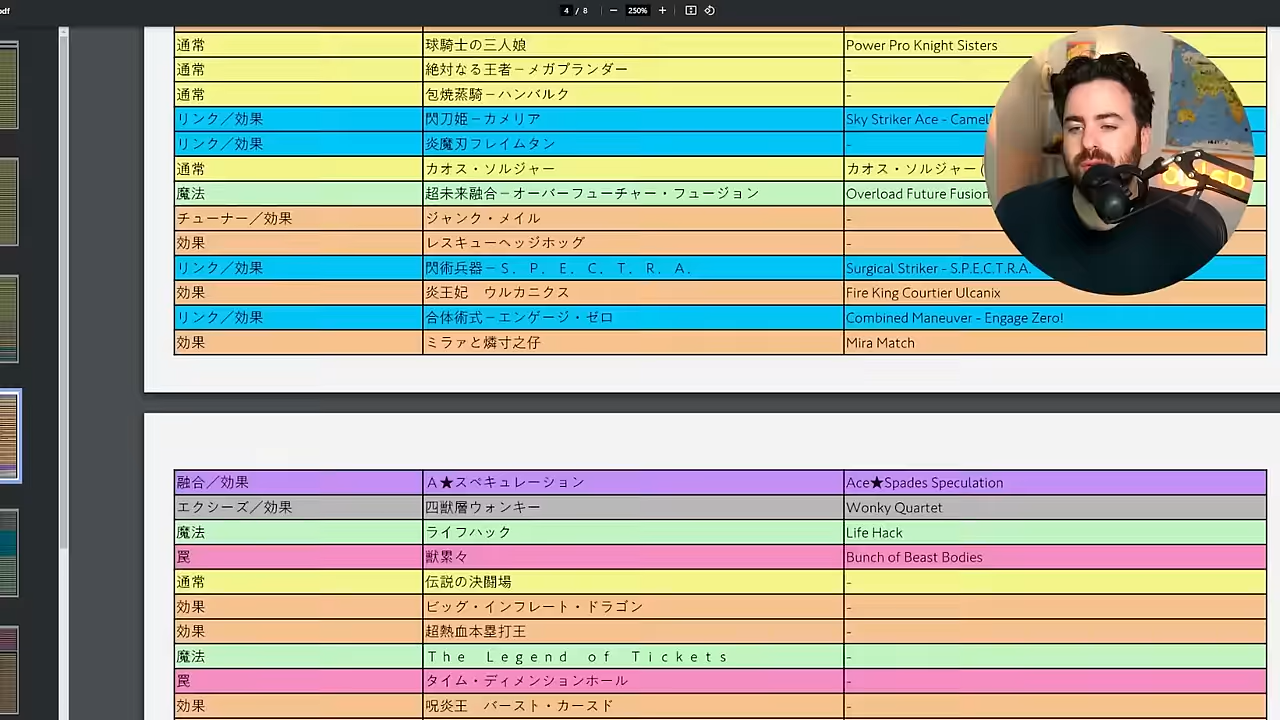 df
4 / 8 250%
通常 球騎士の三人娘 Power Pro Knight Sisters
通常 絶対なる王者－メガプランダー -
通常 包焼蒸騎－ハンバルク -
リンク／効果 閃刀姫－カメリア Sky Striker Ace - Camel
リンク／効果 炎魔刃フレイムタン -
通常 カオス・ソルジャー カオス・ソルジャー (
魔法 超未来融合－オーバーフューチャー・フュージョン Overload Future Fusion
チューナー／効果 ジャンク・メイル -
効果 レスキューヘッジホッグ -
リンク／効果 閃術兵器－Ｓ．Ｐ．Ｅ．Ｃ．Ｔ．Ｒ．Ａ． Surgical Striker - S.P.E.C.T.R.A.
効果 炎王妃　ウルカニクス Fire King Courtier Ulcanix
リンク／効果 合体術式－エンゲージ・ゼロ Combined Maneuver - Engage Zero!
効果 ミラァと燐寸之仔 Mira Match
融合／効果 Ａ★スペキュレーション Ace★Spades Speculation
エクシーズ／効果 四獣層ウォンキー Wonky Quartet
魔法 ライフハック Life Hack
罠 獣累々 Bunch of Beast Bodies
通常 伝説の決闘場 -
効果 ビッグ・インフレート・ドラゴン -
効果 超熱血本塁打王 -
魔法 Ｔｈｅ　Ｌｅｇｅｎｄ　ｏｆ　Ｔｉｃｋｅｔｓ -
罠 タイム・ディメンションホール -
効果 呪炎王　バースト・カースド -